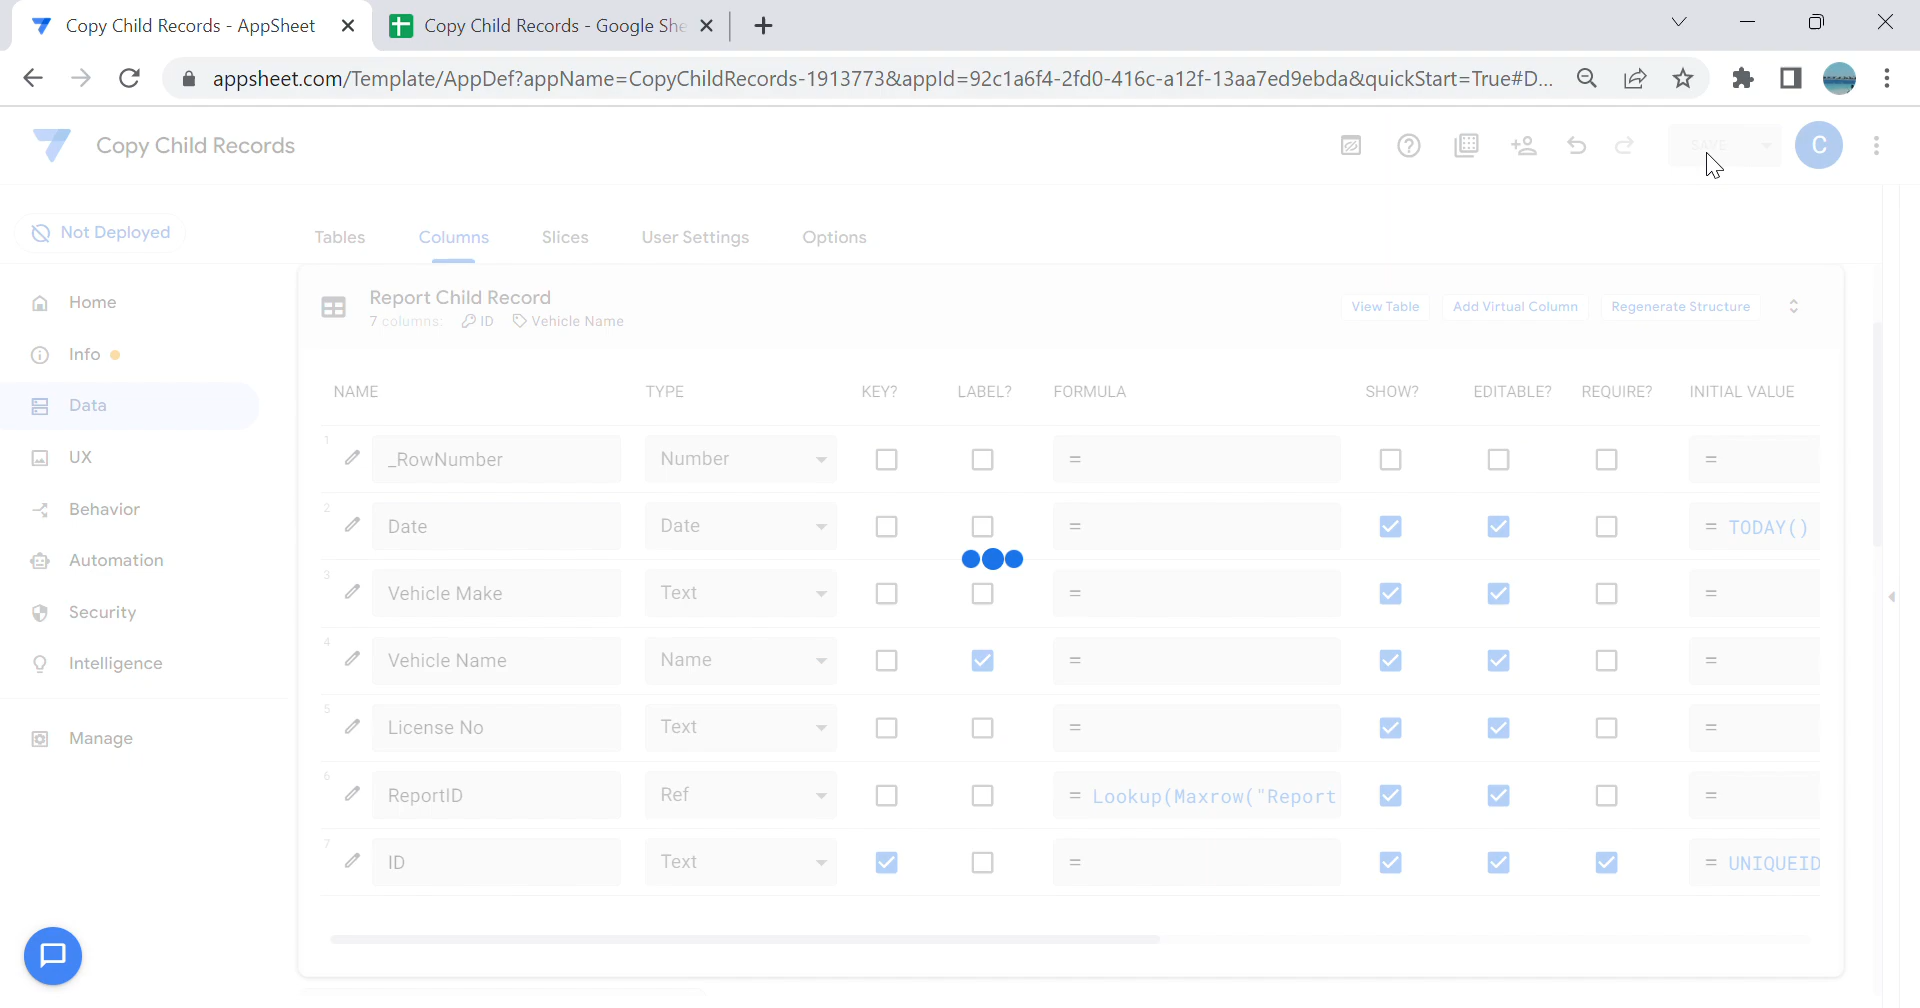 Copy Child Records - AppSheet
Copy Child Records - Google She
appsheet.com/Template/AppDef?appName=CopyChildRecords-1913773&appId=92c1a6f4-2fd0-416c-a12f-13aa7ed9ebda&quickStart=True#D...
Copy Child Records
SAVE
C
Not Deployed
Tables
Columns
Slices
User Settings
Options
Home
Info
Data
UX
Behavior
Automation
Security
Intelligence
Manage
Report Child Record
7 columns: ID Vehicle Name
View Table
Add Virtual Column
Regenerate Structure
NAME TYPE KEY? LABEL? FORMULA SHOW? EDITABLE? REQUIRE? INITIAL VALUE
1 _RowNumber Number = =
2 Date Date = = TODAY()
3 Vehicle Make Text = =
4 Vehicle Name Name = =
5 License No Text = =
6 ReportID Ref = Lookup(Maxrow("Report =
7 ID Text = = UNIQUEID